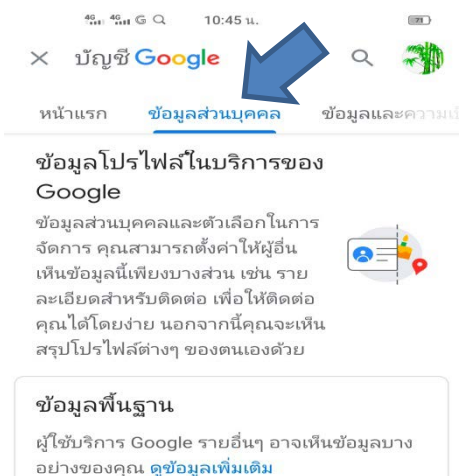 4G 4G G 10:45 น. 71
× บัญชี Google
หน้าแรก ข้อมูลส่วนบุคคล ข้อมูลและความเป็
ข้อมูลโปรไฟล์ในบริการของ
Google
ข้อมูลส่วนบุคคลและตัวเลือกในการ
จัดการ คุณสามารถตั้งค่าให้ผู้อื่น
เห็นข้อมูลนี้เพียงบางส่วน เช่น ราย
ละเอียดสำหรับติดต่อ เพื่อให้ติดต่อ
คุณได้โดยง่าย นอกจากนี้คุณจะเห็น
สรุปโปรไฟล์ต่างๆ ของตนเองด้วย
ข้อมูลพื้นฐาน
ผู้ใช้บริการ Google รายอื่นๆ อาจเห็นข้อมูลบาง
อย่างของคุณ ดูข้อมูลเพิ่มเติม